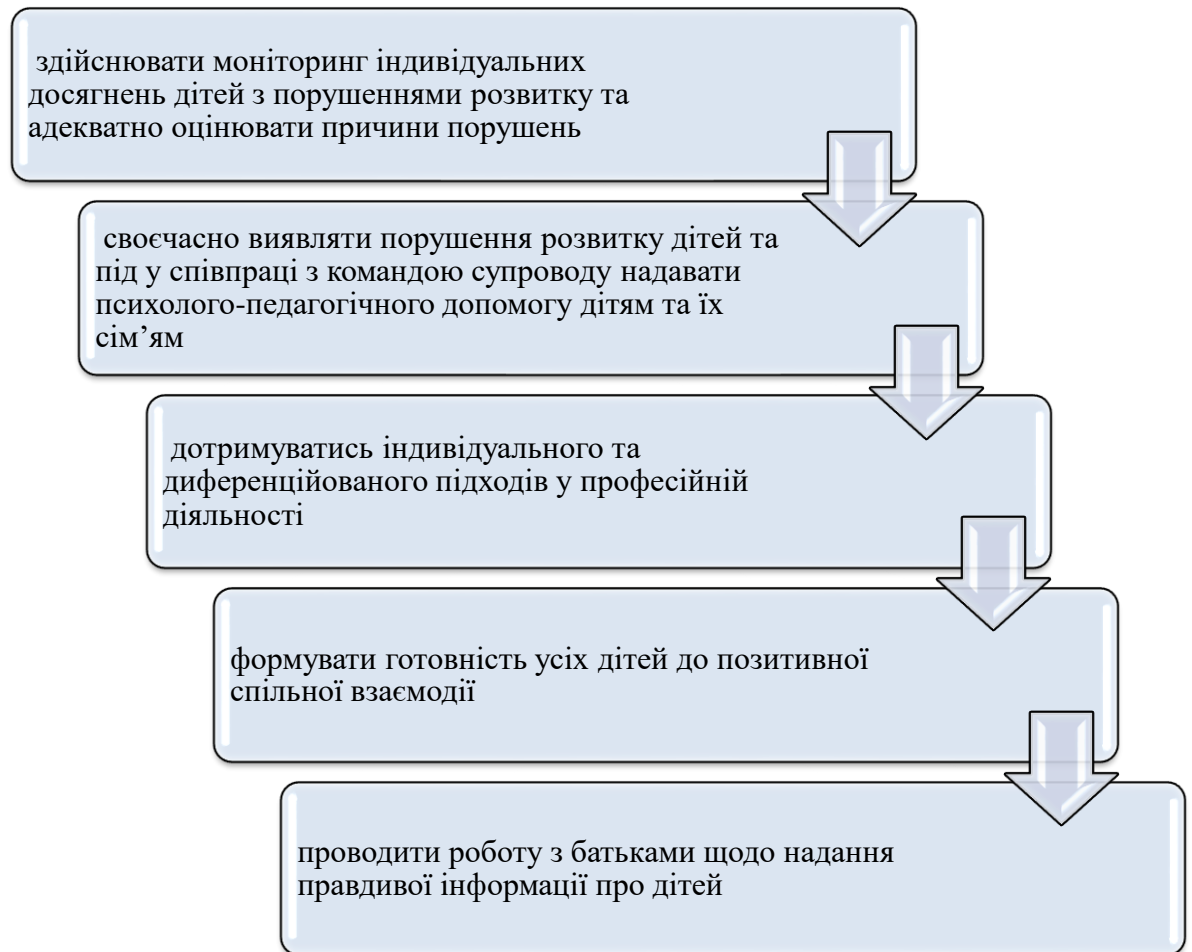 здійснювати моніторинг індивідуальних
досягнень дітей з порушеннями розвитку та
адекватно оцінювати причини порушень
своєчасно виявляти порушення розвитку дітей та
під у співпраці з командою супроводу надавати
психолого-педагогічного допомогу дітям та їх
сім’ям
дотримуватись індивідуального та
диференційованого підходів у професійній
діяльності
формувати готовність усіх дітей до позитивної
спільної взаємодії
проводити роботу з батьками щодо надання
правдивої інформації про дітей